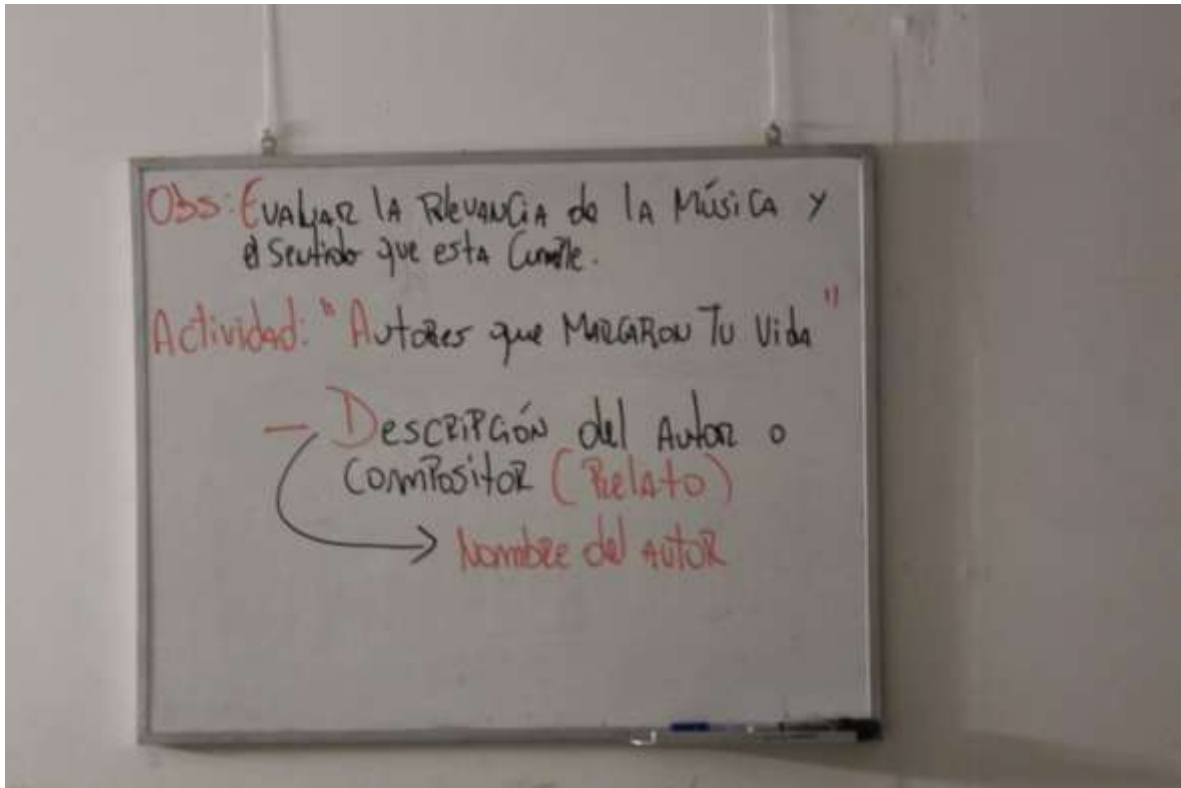 Obs: Evaluar la Relevancia de la Música y
el Sentido que esta Cumple.
Actividad: "Autores que Marcaron Tu Vida"
— Descripción del Autor o
Compositor (Relato)
Nombre del Autor